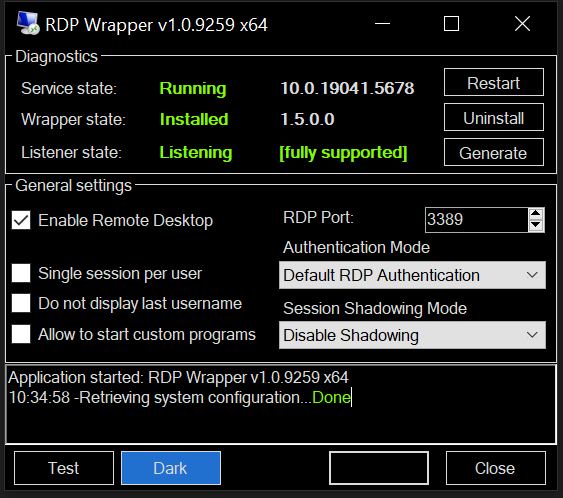 RDP Wrapper v1.0.9259 x64
Diagnostics
Service state: Running 10.0.19041.5678 Restart
Wrapper state: Installed 1.5.0.0 Uninstall
Listener state: Listening [fully supported] Generate
General settings
Enable Remote Desktop
RDP Port: 3389
Authentication Mode
Single session per user
Default RDP Authentication
Do not display last username
Session Shadowing Mode
Allow to start custom programs
Disable Shadowing
Application started: RDP Wrapper v1.0.9259 x64
10:34:58 -Retrieving system configuration...Done
Test Dark Close